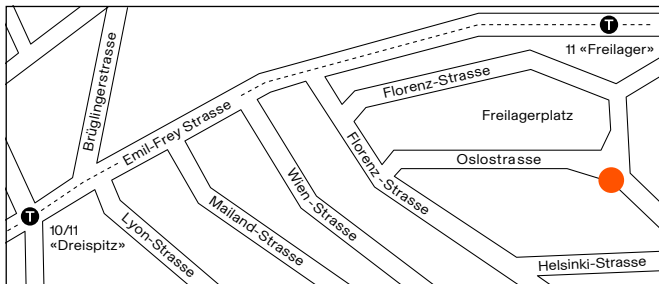 T
11 «Freilager»
Florenz-Strasse
Freilagerplatz
Brüglingerstrasse
Emil-Frey Strasse
Florenz-Strasse
Oslostrasse
Wien-Strasse
Mailand-Strasse
T
10/11
«Dreispitz»
Lyon-Strasse
Helsinki-Strasse